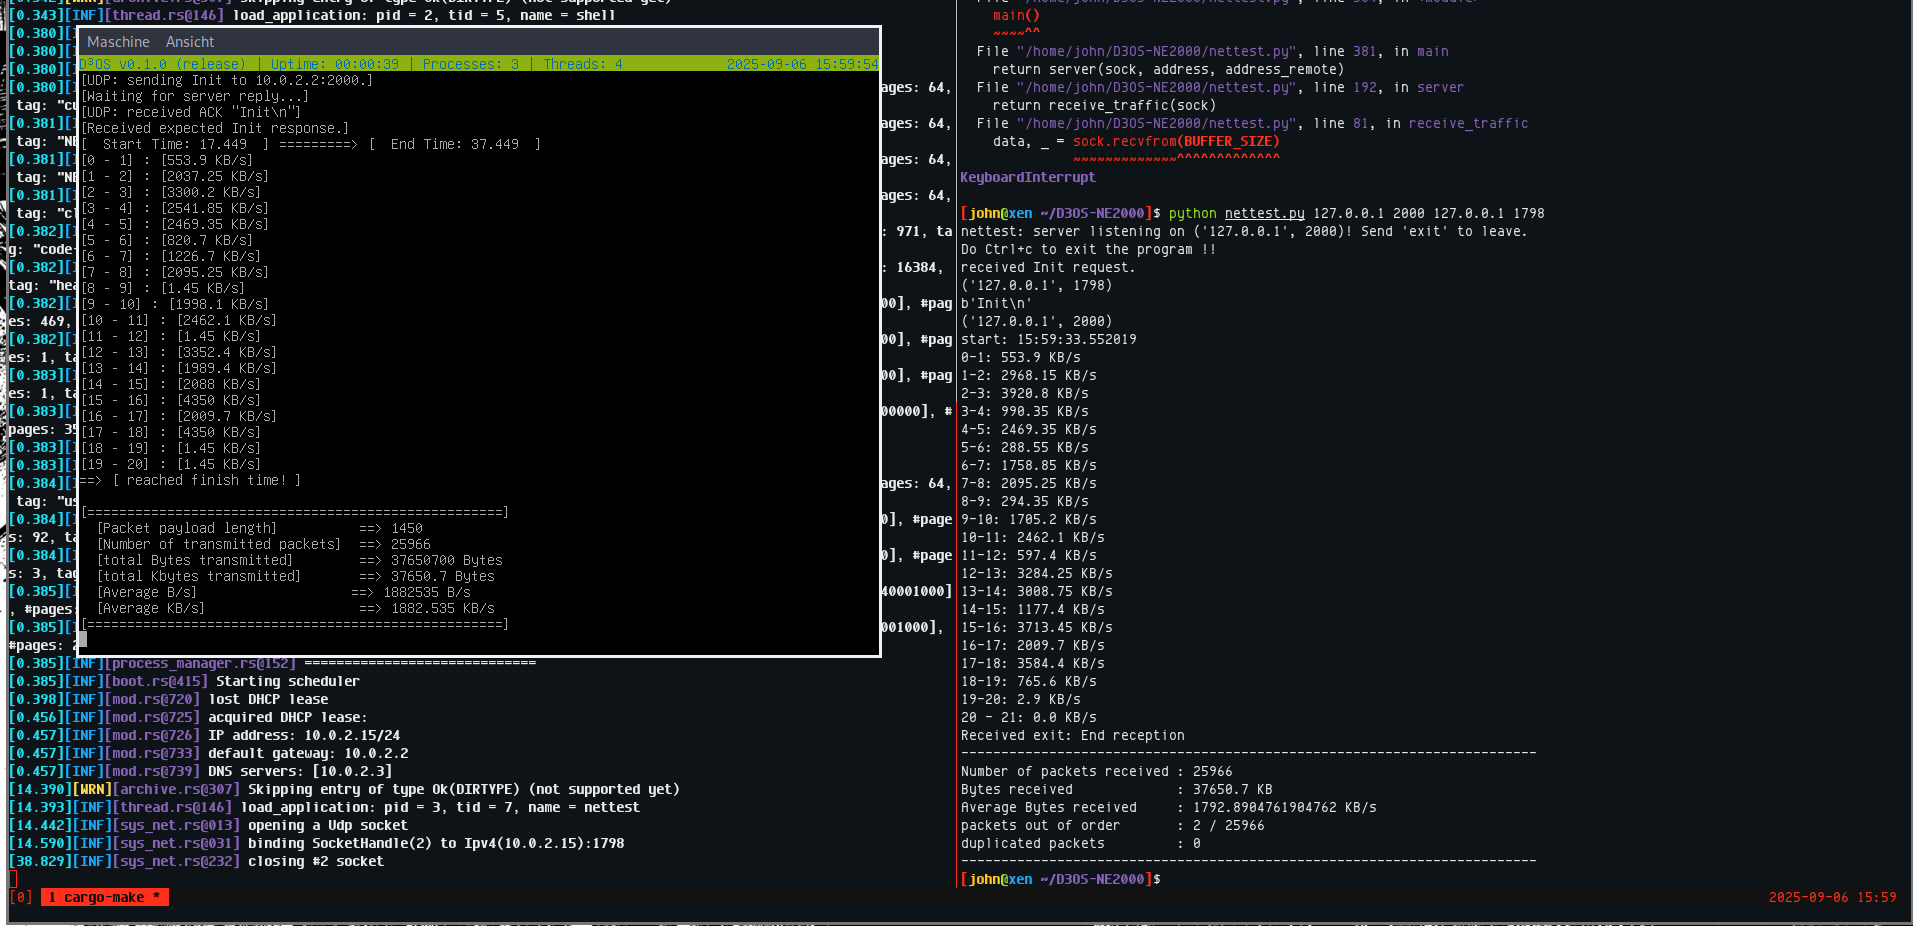 [0.343][INF][thread.rs@146] load_application: pid = 2, tid = 5, name = shell
[0.380]
[0.380]
[0.380]
[0.380]
tag: "cu
[0.381]
tag: "NE
[0.381]
tag: "NE
[0.381]
tag: "cl
[0.382]
g: "code-
[0.382]
tag: "hea
[0.382]
es: 469,
[0.382]
es: 1, ta
[0.383]
es: 1, ta
[0.383]
pages: 35
[0.383]
[0.383]
[0.384]
tag: "us
[0.384]
s: 92, ta
[0.384]
s: 3, tag
[0.385]
, #pages:
[0.385]
#pages: 2
ages: 64,
ages: 64,
ages: 64,
ages: 64,
: 971, ta
: 16384,
00], #pag
00], #pag
00], #pag
00000], #
ages: 64,
0], #page
0], #page
40001000]
001000],
Maschine Ansicht
D³OS v0.1.0 (release) | Uptime: 00:00:39 | Processes: 3 | Threads: 4 2025-09-06 15:59:54
[UDP: sending Init to 10.0.2.2:2000.]
[Waiting for server reply...]
[UDP: received ACK "Init\n"]
[Received expected Init response.]
[ Start Time: 17.449 ] =========> [ End Time: 37.449 ]
[0 - 1] : [553.9 KB/s]
[1 - 2] : [2037.25 KB/s]
[2 - 3] : [3300.2 KB/s]
[3 - 4] : [2541.85 KB/s]
[4 - 5] : [2469.35 KB/s]
[5 - 6] : [820.7 KB/s]
[6 - 7] : [1226.7 KB/s]
[7 - 8] : [2095.25 KB/s]
[8 - 9] : [1.45 KB/s]
[9 - 10] : [1998.1 KB/s]
[10 - 11] : [2462.1 KB/s]
[11 - 12] : [1.45 KB/s]
[12 - 13] : [3352.4 KB/s]
[13 - 14] : [1989.4 KB/s]
[14 - 15] : [2088 KB/s]
[15 - 16] : [4350 KB/s]
[16 - 17] : [2009.7 KB/s]
[17 - 18] : [4350 KB/s]
[18 - 19] : [1.45 KB/s]
[19 - 20] : [1.45 KB/s]
==> [ reached finish time! ]
[====================================================]
[Packet payload length] ==> 1450
[Number of transmitted packets] ==> 25966
[total Bytes transmitted] ==> 37650700 Bytes
[total Kbytes transmitted] ==> 37650.7 Bytes
[Average B/s] ==> 1882535 B/s
[Average KB/s] ==> 1882.535 KB/s
[====================================================]
[0.385][INF][process_manager.rs@152] =============================
[0.385][INF][boot.rs@415] Starting scheduler
[0.398][INF][mod.rs@720] lost DHCP lease
[0.456][INF][mod.rs@725] acquired DHCP lease:
[0.457][INF][mod.rs@726] IP address: 10.0.2.15/24
[0.457][INF][mod.rs@733] default gateway: 10.0.2.2
[0.457][INF][mod.rs@739] DNS servers: [10.0.2.3]
[14.390][WRN][archive.rs@307] Skipping entry of type Ok(DIRTYPE) (not supported yet)
[14.393][INF][thread.rs@146] load_application: pid = 3, tid = 7, name = nettest
[14.442][INF][sys_net.rs@013] opening a Udp socket
[14.590][INF][sys_net.rs@031] binding SocketHandle(2) to Ipv4(10.0.2.15):1798
[38.829][INF][sys_net.rs@232] closing #2 socket
main()
~~~~^^
File "/home/john/D3OS-NE2000/nettest.py", line 381, in main
return server(sock, address, address_remote)
File "/home/john/D3OS-NE2000/nettest.py", line 192, in server
return receive_traffic(sock)
File "/home/john/D3OS-NE2000/nettest.py", line 81, in receive_traffic
data, _ = sock.recvfrom(BUFFER_SIZE)
~~~~~~~~~~~~~^^^^^^^^^^^^^
KeyboardInterrupt
[john@xen ~/D3OS-NE2000]$ python nettest.py 127.0.0.1 2000 127.0.0.1 1798
nettest: server listening on ('127.0.0.1', 2000)! Send 'exit' to leave.
Do Ctrl+c to exit the program !!
received Init request.
('127.0.0.1', 1798)
b'Init\n'
('127.0.0.1', 2000)
start: 15:59:33.552019
0-1: 553.9 KB/s
1-2: 2968.15 KB/s
2-3: 3920.8 KB/s
3-4: 990.35 KB/s
4-5: 2469.35 KB/s
5-6: 288.55 KB/s
6-7: 1758.85 KB/s
7-8: 2095.25 KB/s
8-9: 294.35 KB/s
9-10: 1705.2 KB/s
10-11: 2462.1 KB/s
11-12: 597.4 KB/s
12-13: 3284.25 KB/s
13-14: 3008.75 KB/s
14-15: 1177.4 KB/s
15-16: 3713.45 KB/s
16-17: 2009.7 KB/s
17-18: 3584.4 KB/s
18-19: 765.6 KB/s
19-20: 2.9 KB/s
20 - 21: 0.0 KB/s
Received exit: End reception
------------------------------------------------------------------------
Number of packets received : 25966
Bytes received : 37650.7 KB
Average Bytes received : 1792.8904761904762 KB/s
packets out of order : 2 / 25966
duplicated packets : 0
------------------------------------------------------------------------
[john@xen ~/D3OS-NE2000]$
[0] 1 cargo-make * 2025-09-06 15:59